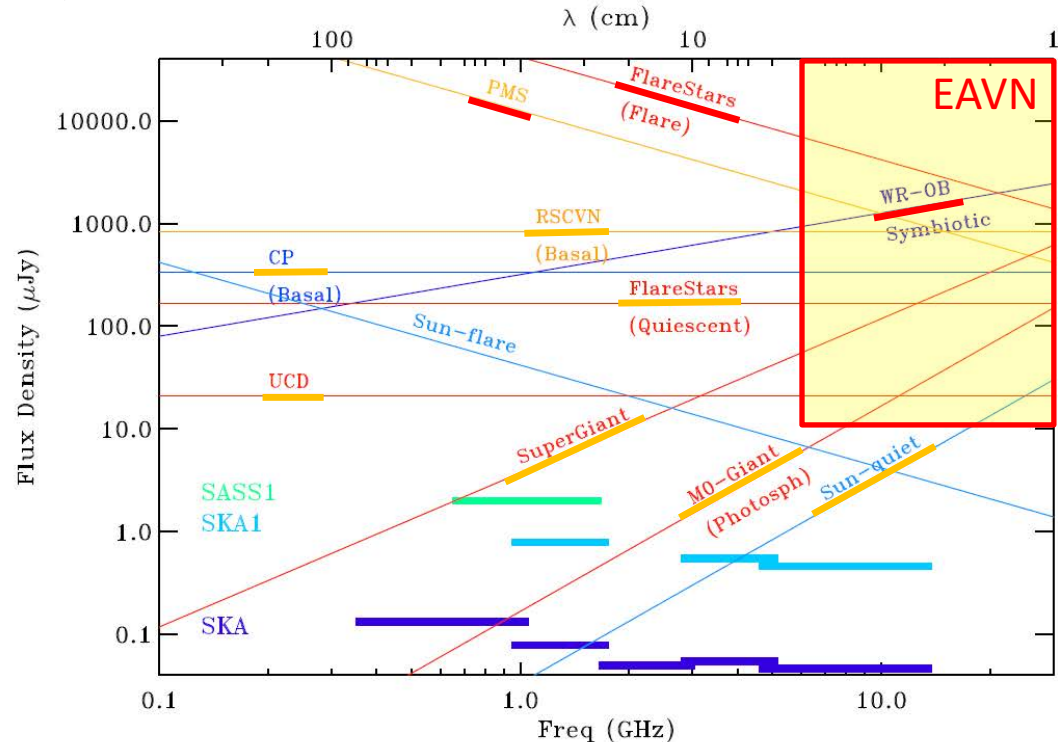 λ (cm)
100
10
1
EAVN
FlareStars
(Flare)
PMS
10000.0
WR-OB
Symbiotic
1000.0
RSCVN
(Basal)
CP
(Basal)
FlareStars
(Quiescent)
100.0
Sun-flare
UCD
10.0
SuperGiant
M0-Giant
(Photosph)
Sun-quiet
SASS1
SKA1
1.0
SKA
0.1
Flux Density (μJy)
0.1
1.0
10.0
Freq (GHz)